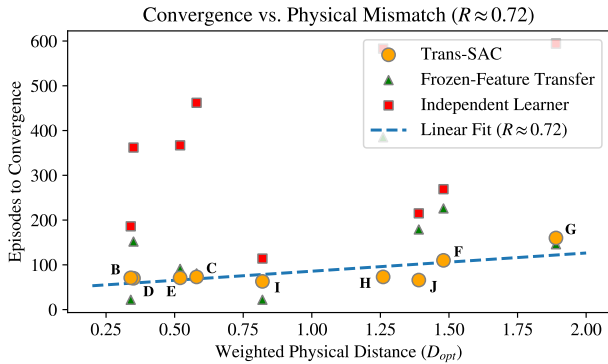 Convergence vs. Physical Mismatch (R ≈ 0.72)
Episodes to Convergence
600
500
400
300
200
100
0
Trans-SAC
Frozen-Feature Transfer
Independent Learner
Linear Fit (R ≈ 0.72)
B
D
E
C
I
H
J
F
G
0.25
0.50
0.75
1.00
1.25
1.50
1.75
2.00
Weighted Physical Distance (D_opt)